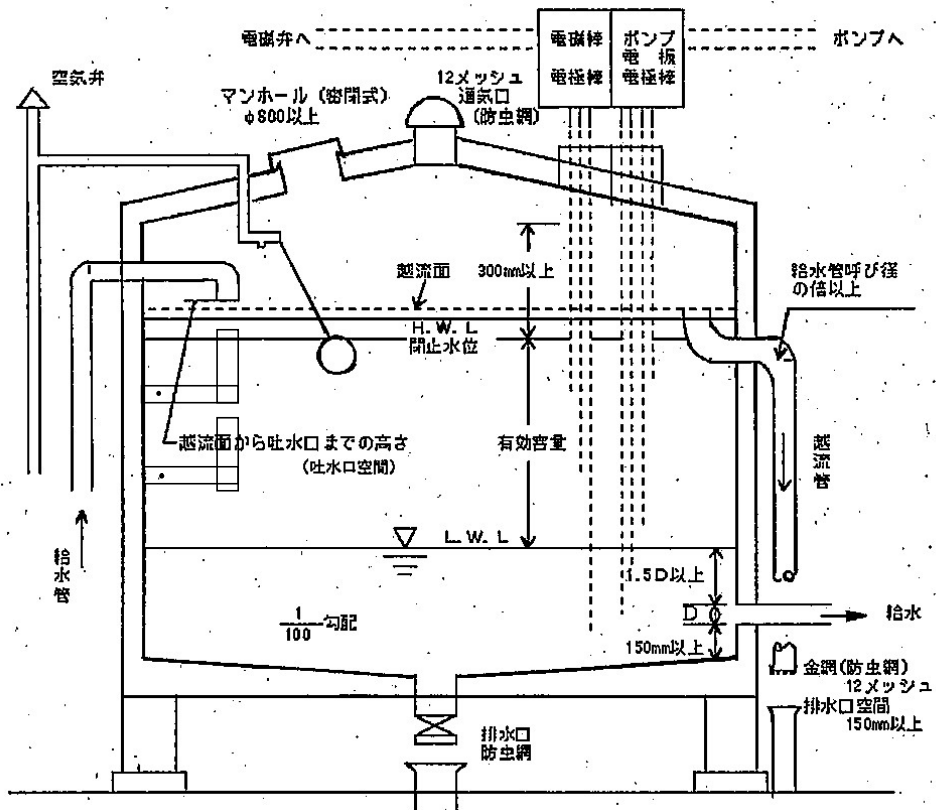 電磁弁へ
電磁棒
電極棒
ポンプ
電板
電極棒
ポンプへ
空気弁
マンホール(密閉式)
φ600以上
12メッシュ
通気口
(防虫網)
300mm以上
越流面
給水管呼び径
の倍以上
H.W.L
閉止水位
越流面から吐水口までの高さ
(吐水口空間)
有効容量
越流管
給水管
L.W.L
1.5D以上
D
給水
1/100 勾配
150mm以上
金網(防虫網)
12メッシュ
排水口空間
150mm以上
排水口
防虫網